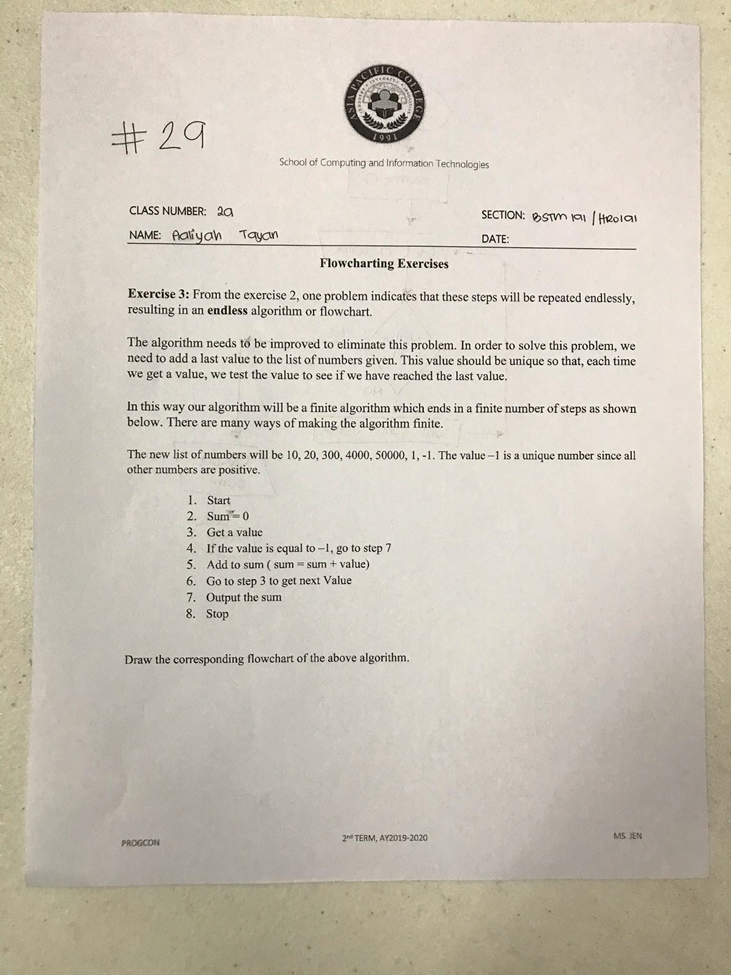 ASIA PACIFIC COLLEGE
1991
# 29
School of Computing and Information Technologies
CLASS NUMBER: 29
SECTION: BSTM 191 / HRO191
NAME: Aaliyah Tayan
DATE:
Flowcharting Exercises
Exercise 3: From the exercise 2, one problem indicates that these steps will be repeated endlessly,
resulting in an endless algorithm or flowchart.
The algorithm needs to be improved to eliminate this problem. In order to solve this problem, we
need to add a last value to the list of numbers given. This value should be unique so that, each time
we get a value, we test the value to see if we have reached the last value.
In this way our algorithm will be a finite algorithm which ends in a finite number of steps as shown
below. There are many ways of making the algorithm finite.
The new list of numbers will be 10, 20, 300, 4000, 50000, 1, -1. The value –1 is a unique number since all
other numbers are positive.
1. Start
2. Sum = 0
3. Get a value
4. If the value is equal to –1, go to step 7
5. Add to sum ( sum = sum + value)
6. Go to step 3 to get next Value
7. Output the sum
8. Stop
Draw the corresponding flowchart of the above algorithm.
PROGCON
2nd TERM, AY2019-2020
MS. JEN